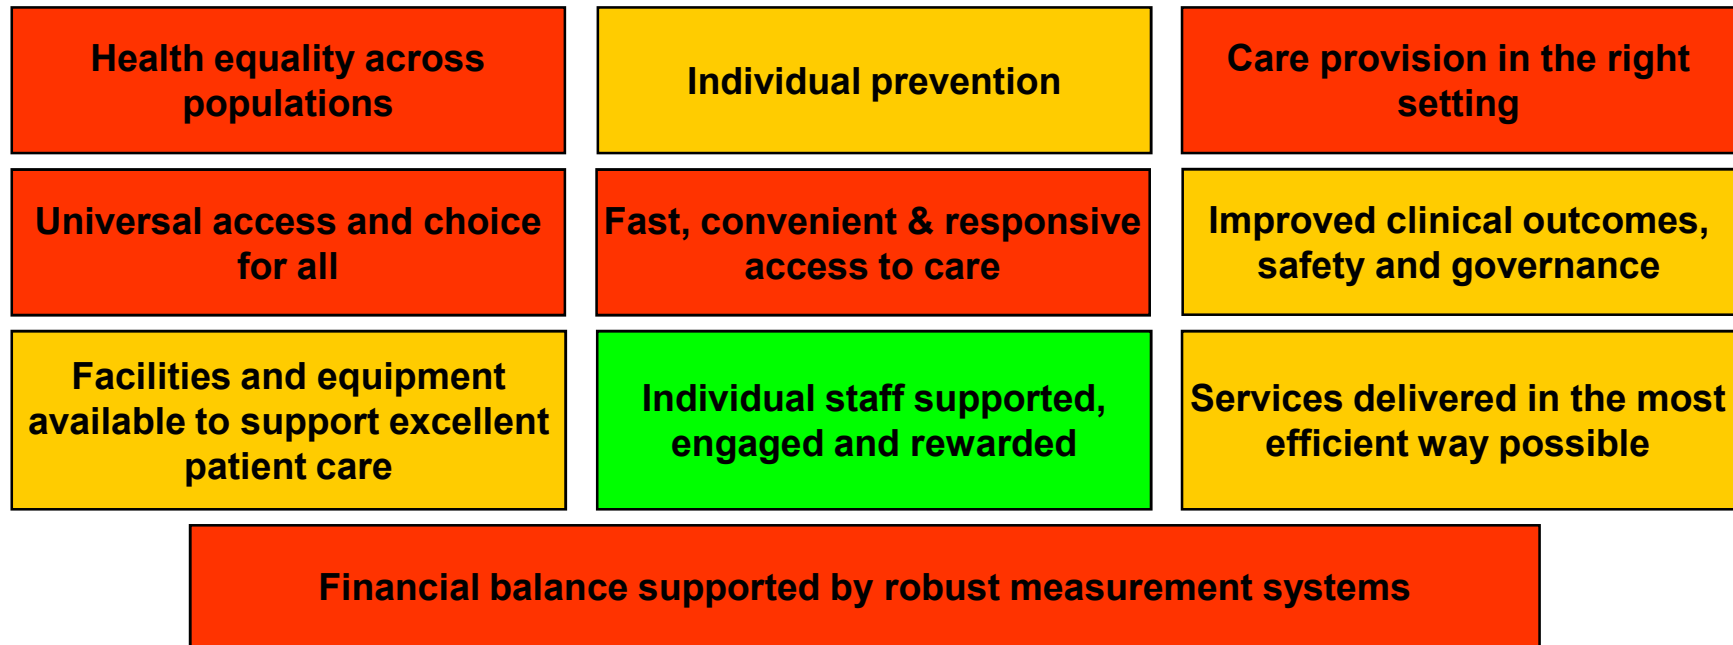 Health equality across
populations
Individual prevention
Care provision in the right
setting
Universal access and choice
for all
Fast, convenient & responsive
access to care
Improved clinical outcomes,
safety and governance
Facilities and equipment
available to support excellent
patient care
Individual staff supported,
engaged and rewarded
Services delivered in the most
efficient way possible
Financial balance supported by robust measurement systems